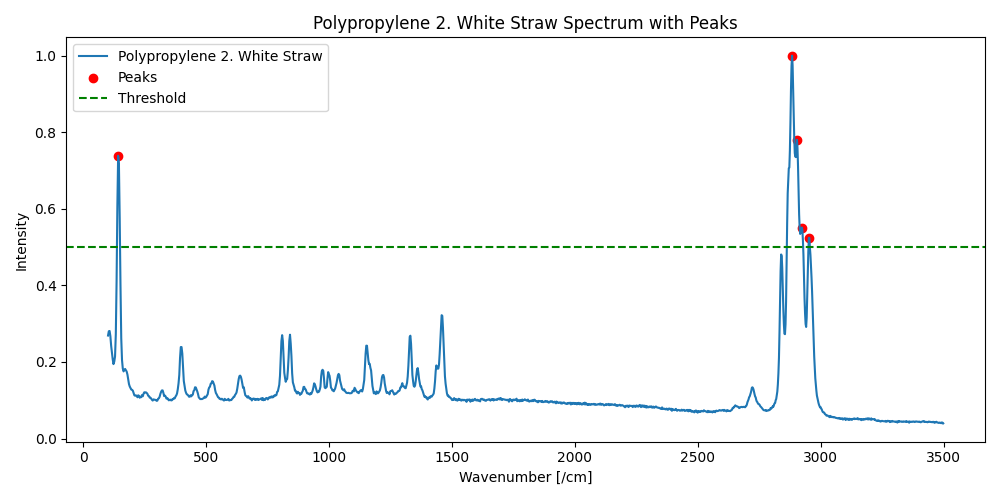 Polypropylene 2. White Straw Spectrum with Peaks
Polypropylene 2. White Straw
Peaks
Threshold
Intensity
1.0
0.8
0.6
0.4
0.2
0.0
0 500 1000 1500 2000 2500 3000 3500
Wavenumber [/cm]